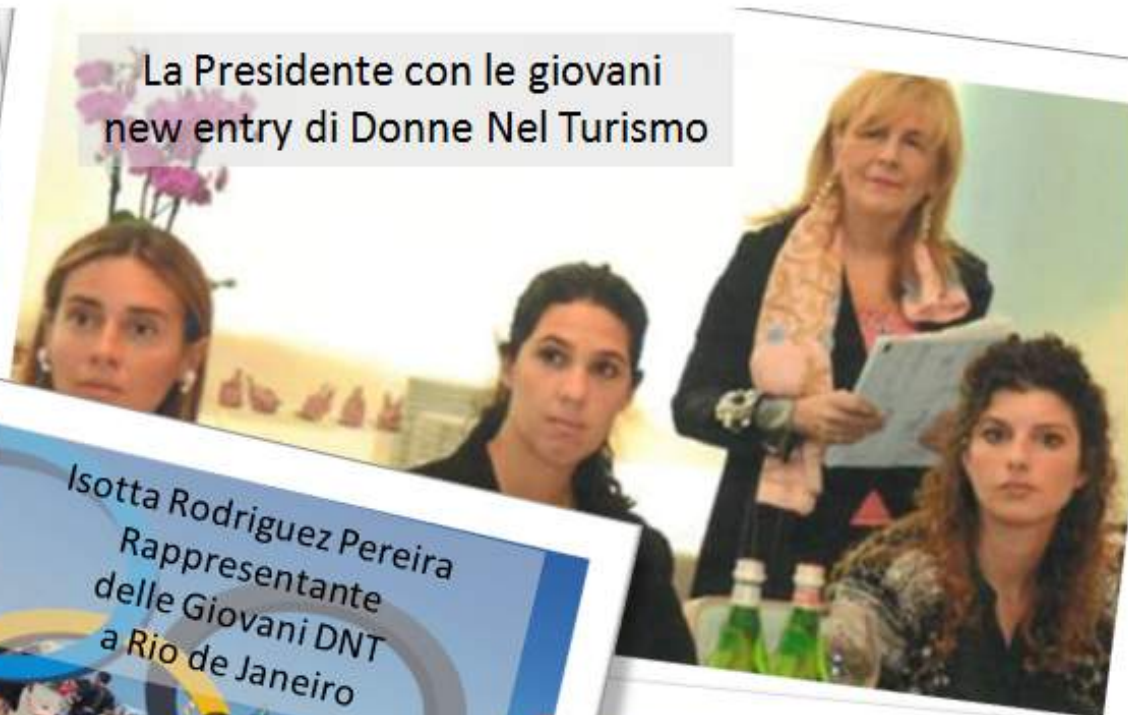 La Presidente con le giovani
new entry di Donne Nel Turismo
Isotta Rodriguez Pereira
Rappresentante
delle Giovani DNT
a Rio de Janeiro